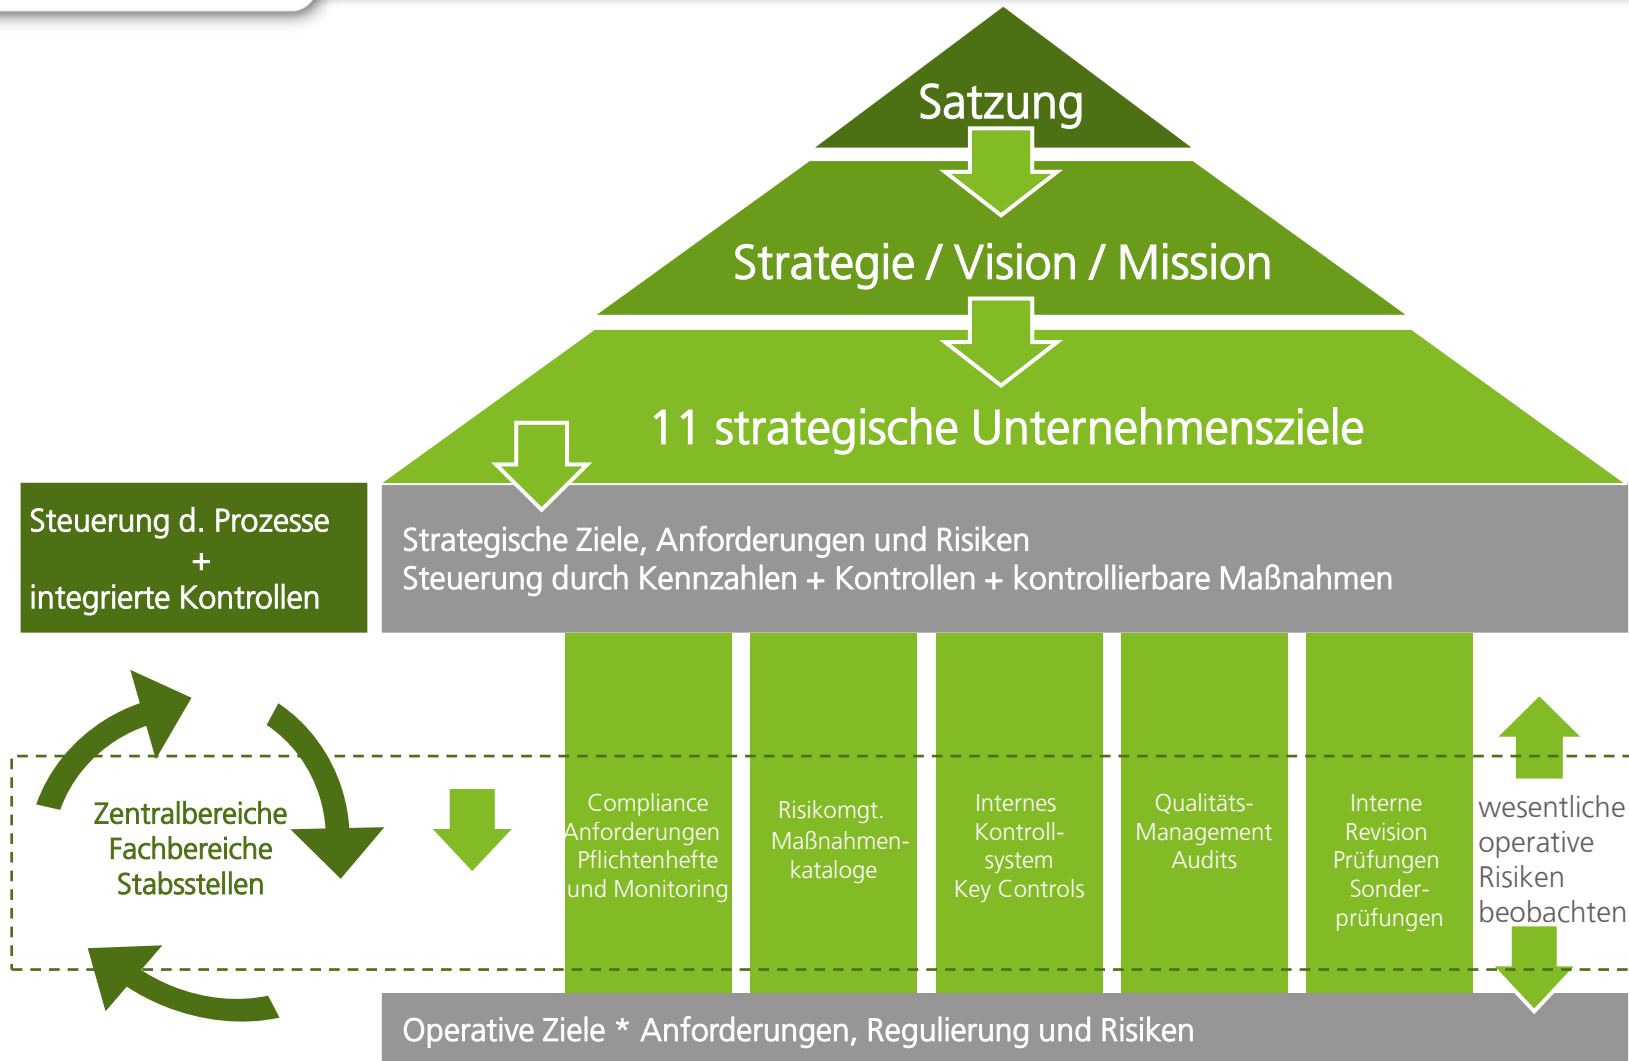 Satzung
Strategie / Vision / Mission
11 strategische Unternehmensziele
Steuerung d. Prozesse
+
integrierte Kontrollen
Strategische Ziele, Anforderungen und Risiken
Steuerung durch Kennzahlen + Kontrollen + kontrollierbare Maßnahmen
Zentralbereiche
Fachbereiche
Stabsstellen
Compliance
Anforderungen
Pflichtenhefte
und Monitoring
Risikomgt.
Maßnahmen-
kataloge
Internes
Kontroll-
system
Key Controls
Qualitäts-
Management
Audits
Interne
Revision
Prüfungen
Sonder-
prüfungen
wesentliche
operative
Risiken
beobachten
Operative Ziele * Anforderungen, Regulierung und Risiken